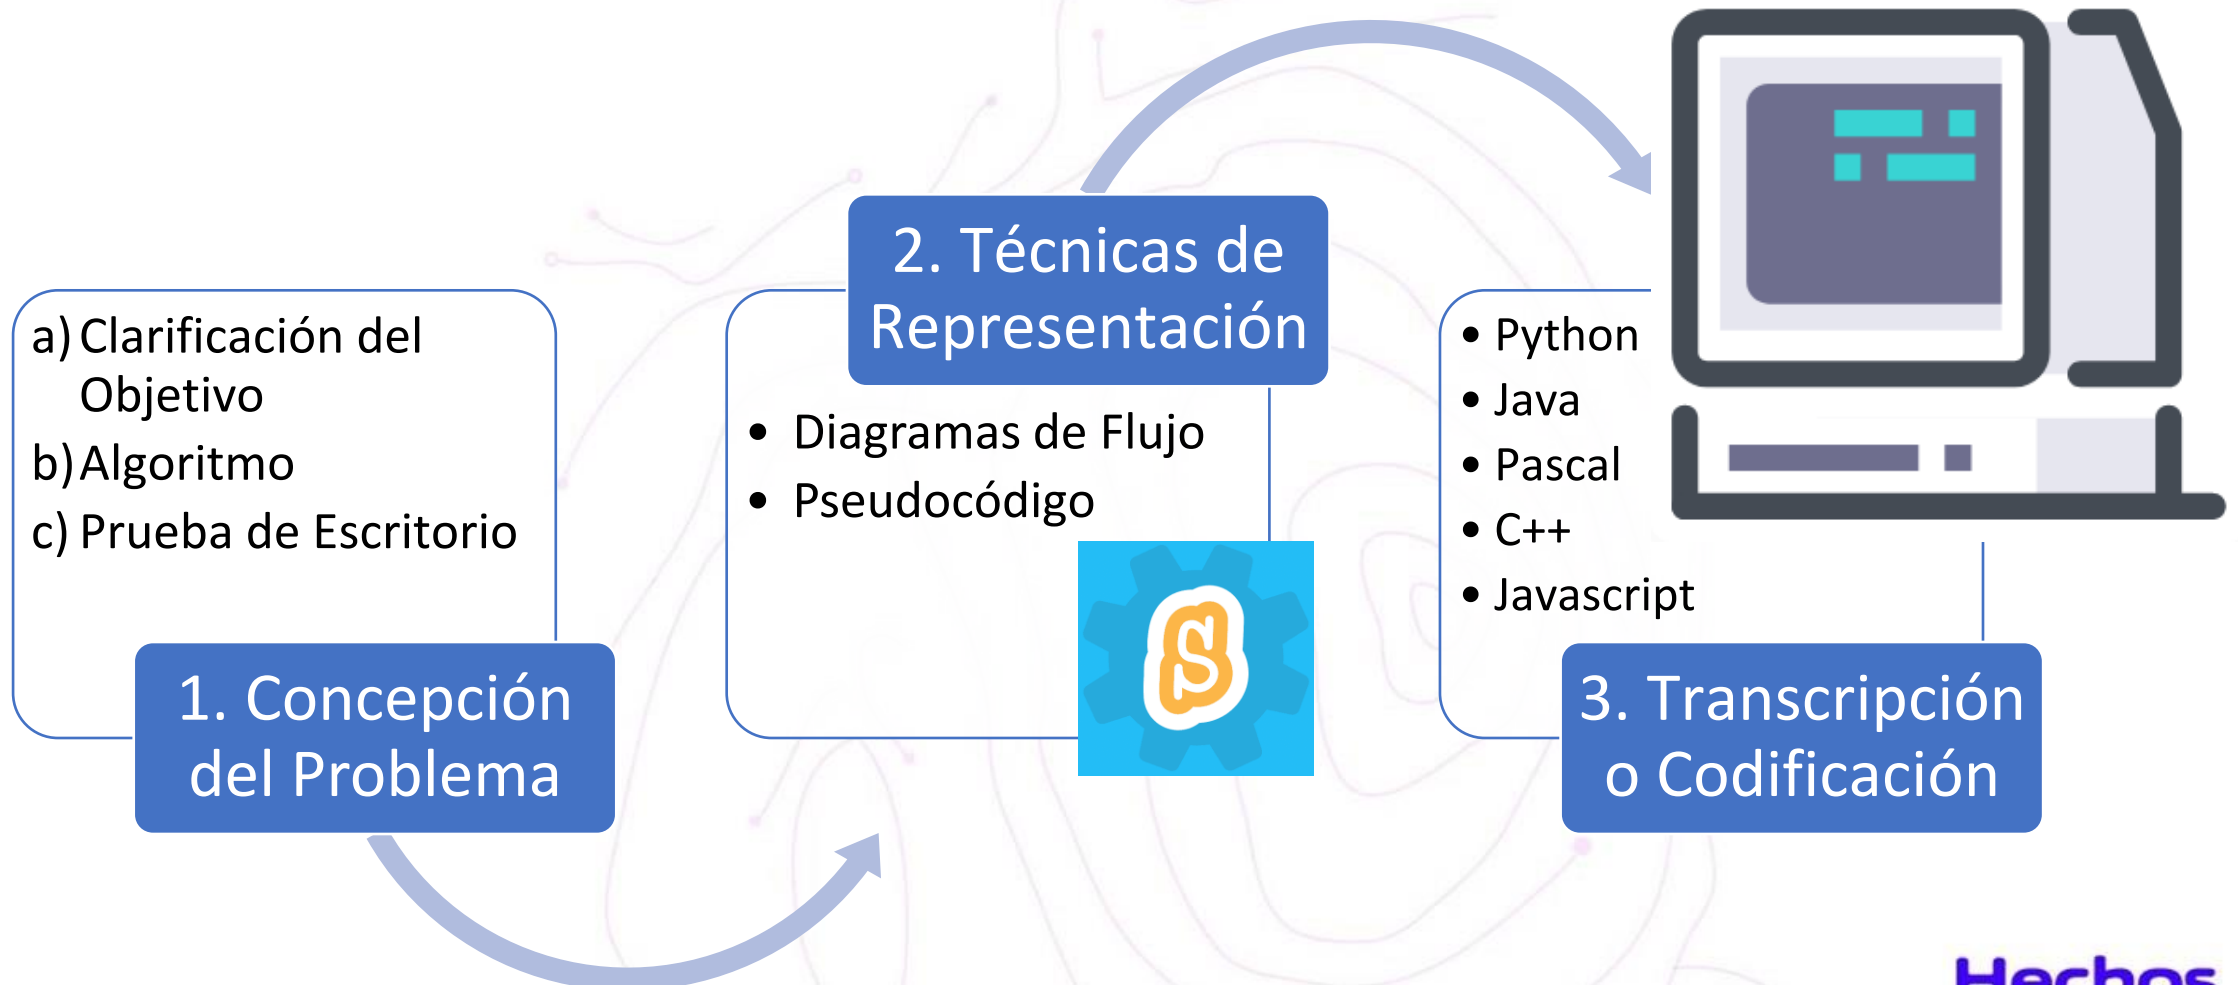 a) Clarificación del
Objetivo
b) Algoritmo
c) Prueba de Escritorio
1. Concepción
del Problema
2. Técnicas de
Representación
• Diagramas de Flujo
• Pseudocódigo
S
• Python
• Java
• Pascal
• C++
• Javascript
3. Transcripción
o Codificación
Hechos